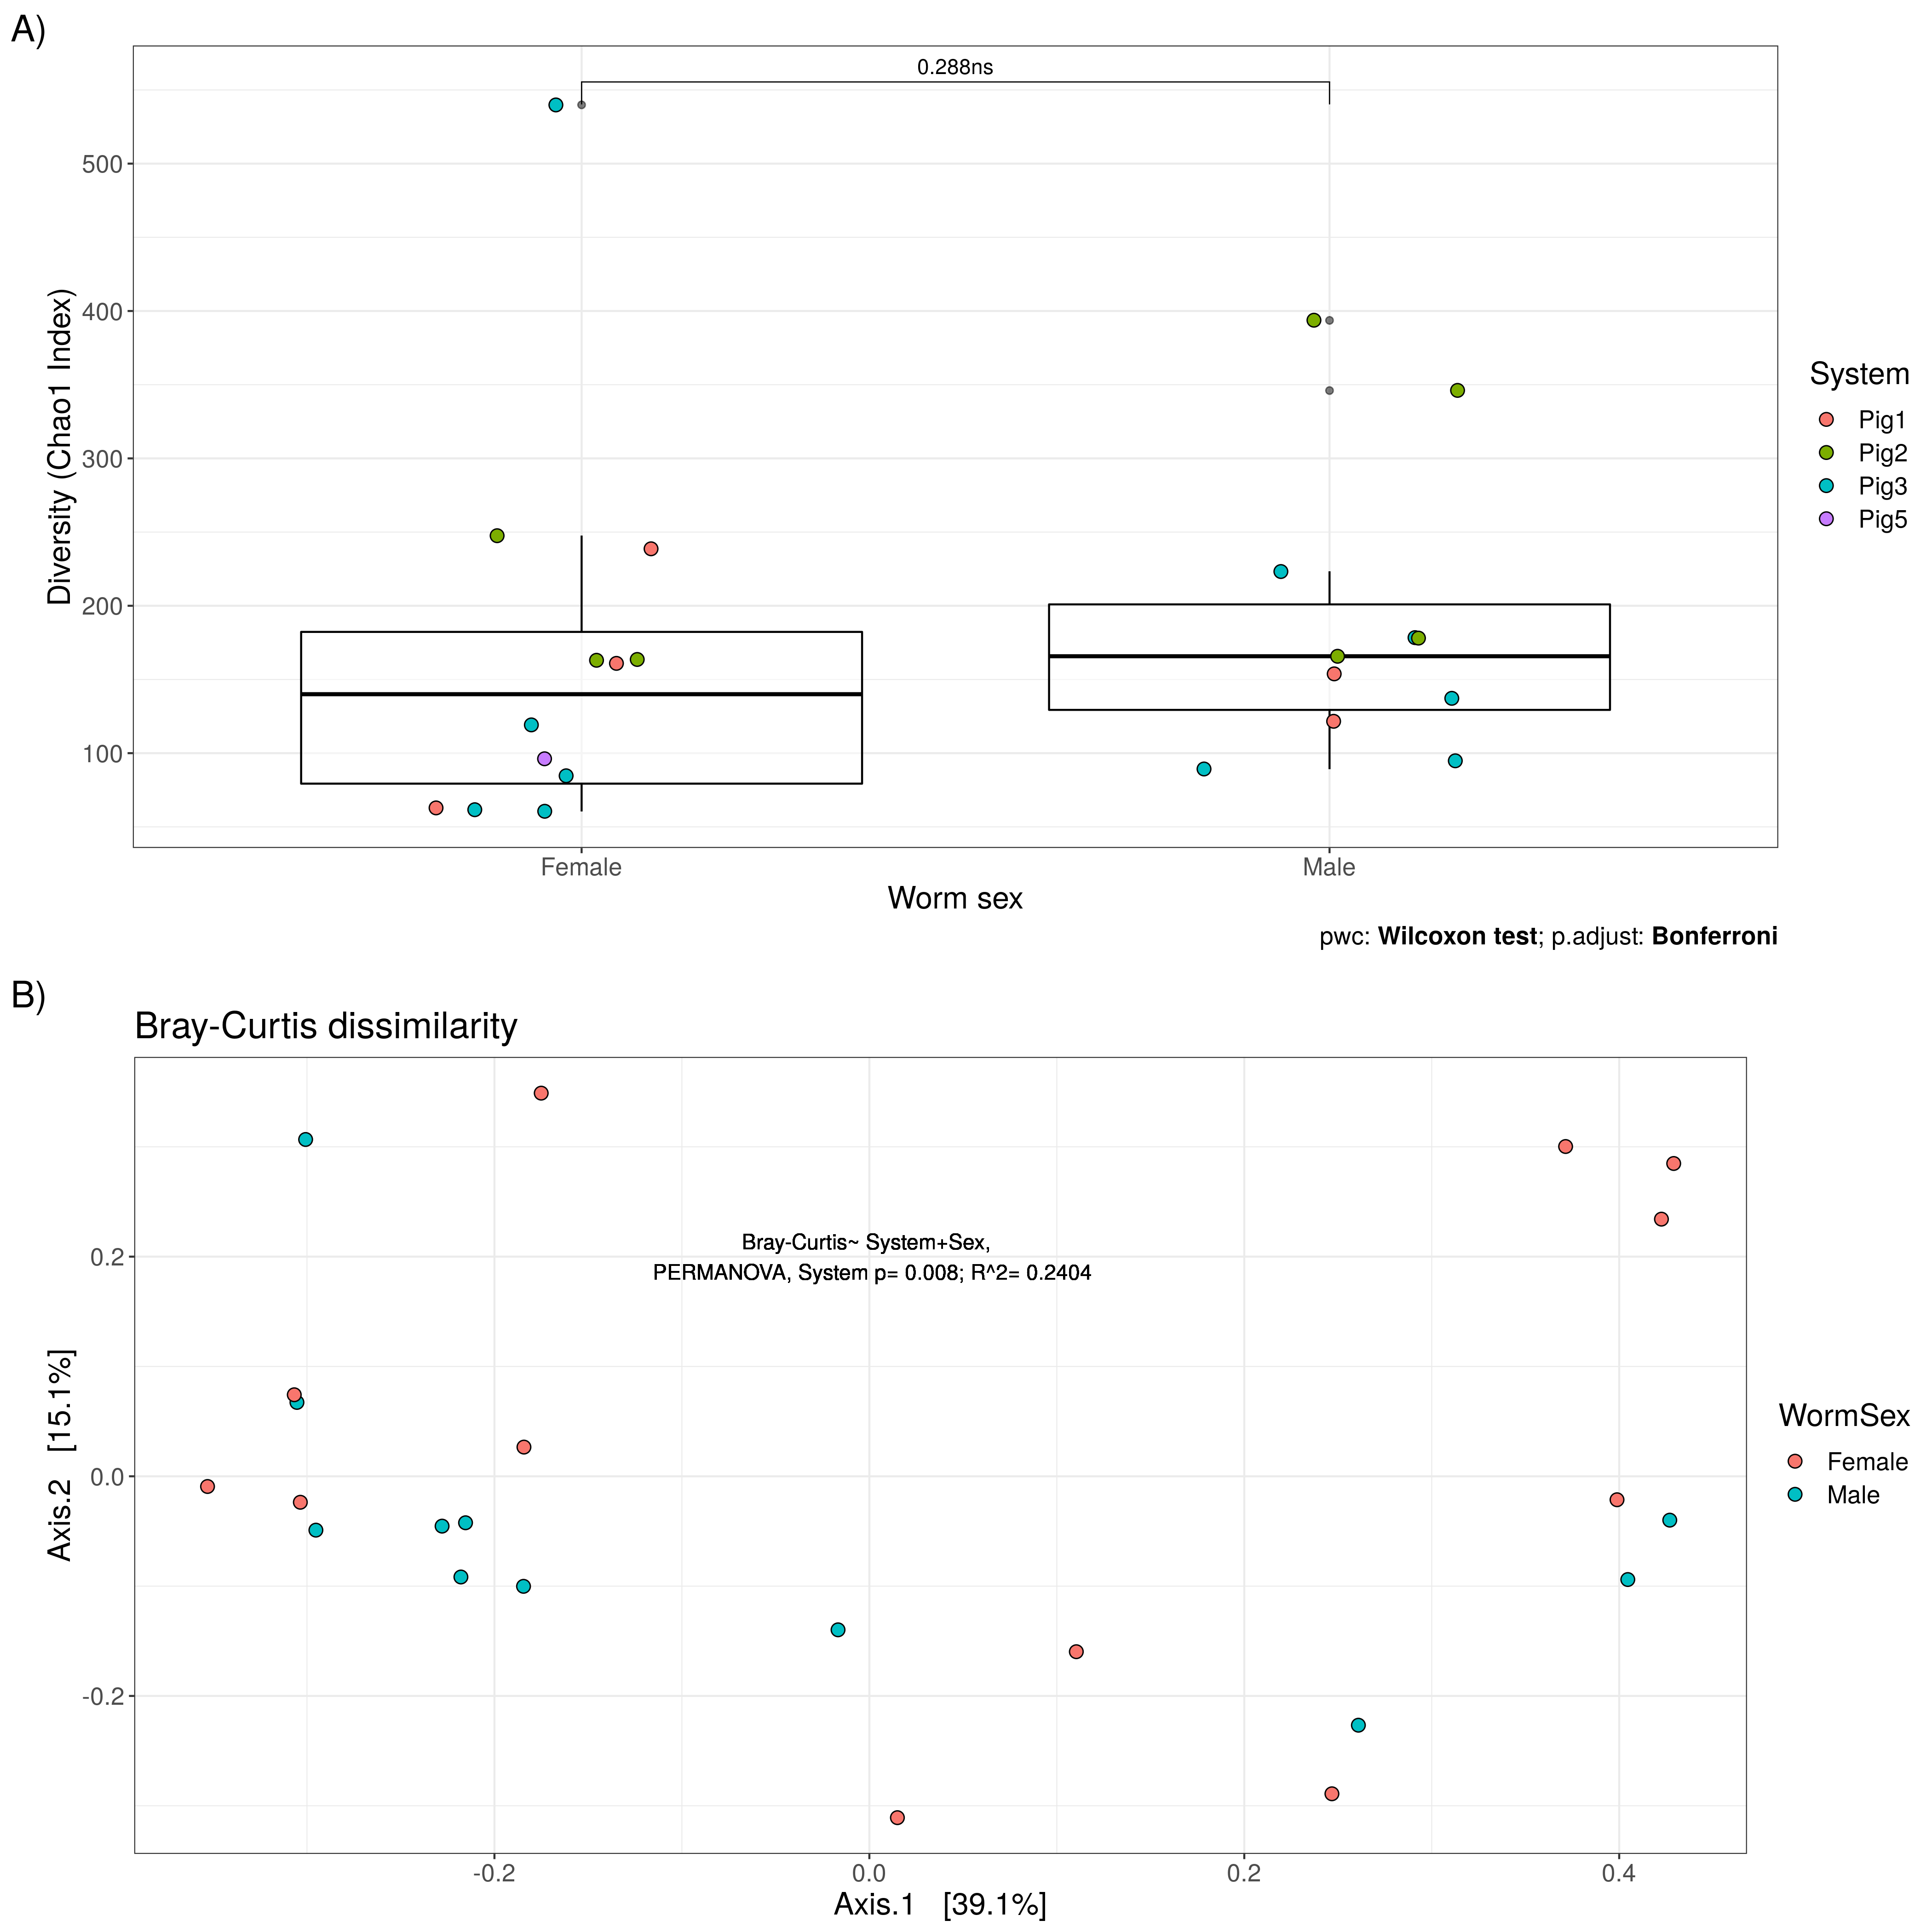 A)
0.288ns
500
400
300
200
100
Diversity (Chao1 Index)
Female
Male
Worm sex
pwc: Wilcoxon test; p.adjust: Bonferroni
System
Pig1
Pig2
Pig3
Pig5
B)
Bray-Curtis dissimilarity
Bray-Curtis~ System+Sex,
PERMANOVA, System p= 0.008; R^2= 0.2404
0.2
0.0
-0.2
Axis.2 [15.1%]
-0.2
0.0
0.2
0.4
Axis.1 [39.1%]
WormSex
Female
Male